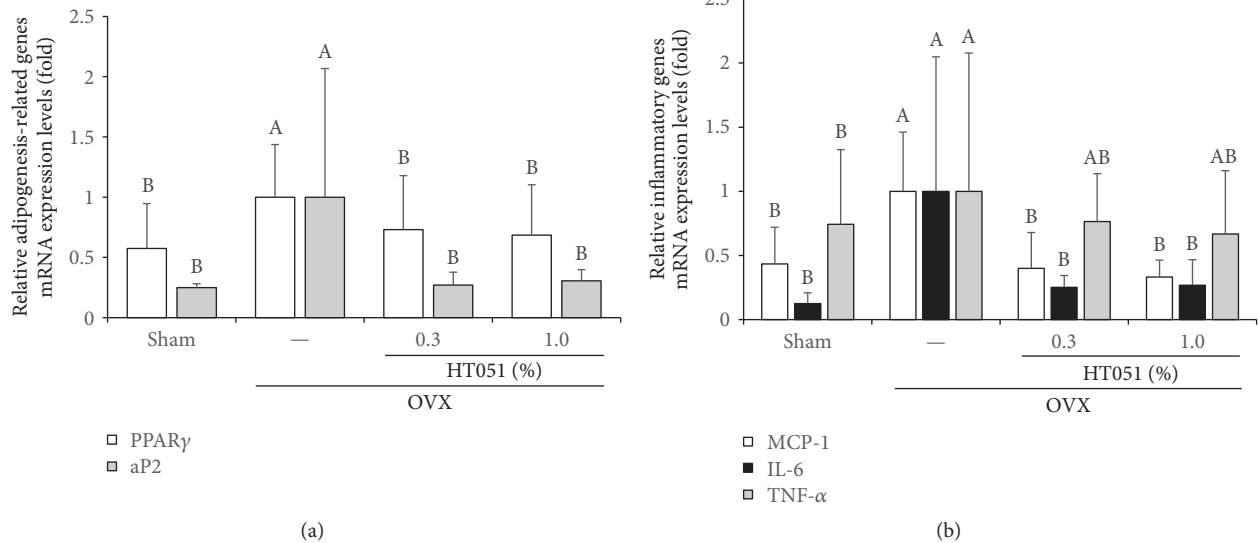 Relative adipogenesis-related genes
mRNA expression levels (fold)
2.5
2
1.5
1
0.5
0
B
B
A
A
B
B
B
B
Sham
—
0.3
1.0
HT051 (%)
OVX
PPARγ
aP2
(a)
Relative inflammatory genes
mRNA expression levels (fold)
2.5
2
1.5
1
0.5
0
B
B
B
A
A
A
B
B
AB
B
B
AB
Sham
—
0.3
1.0
HT051 (%)
OVX
MCP-1
IL-6
TNF-α
(b)